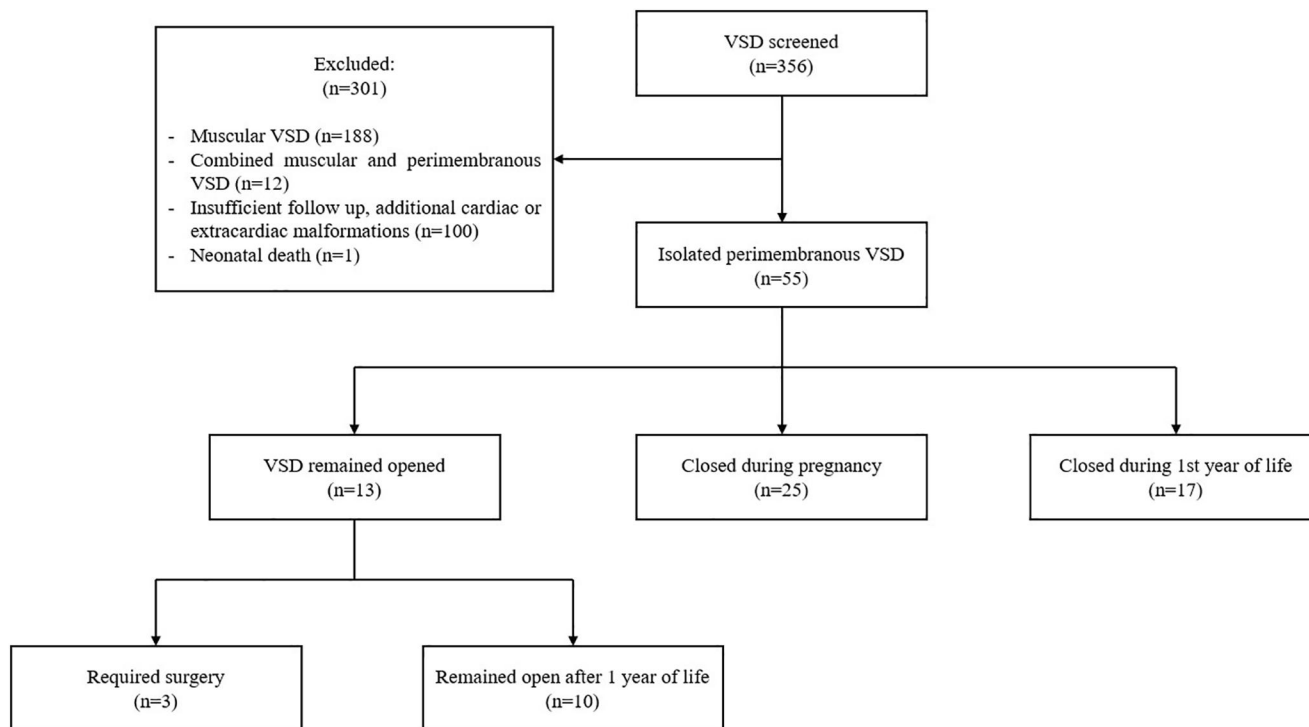 VSD screened
(n=356)
Excluded:
(n=301)
- Muscular VSD (n=188)
- Combined muscular and perimembranous
VSD (n=12)
- Insufficient follow up, additional cardiac or
extracardiac malformations (n=100)
- Neonatal death (n=1)
Isolated perimembranous VSD
(n=55)
VSD remained opened
(n=13)
Closed during pregnancy
(n=25)
Closed during 1st year of life
(n=17)
Required surgery
(n=3)
Remained open after 1 year of life
(n=10)